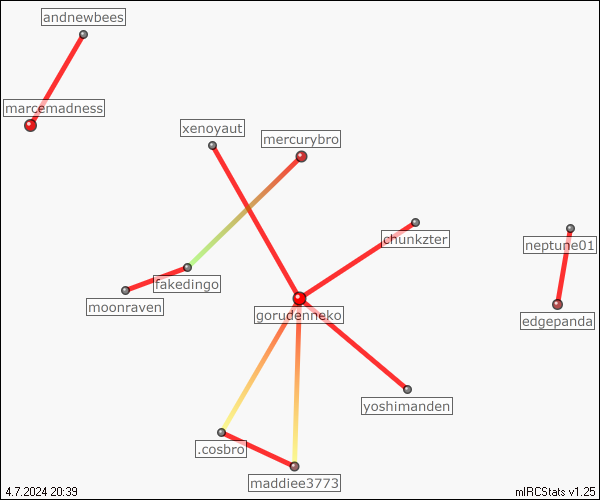 andnewbees
marcemadness
xenoyaut
mercurybro
chunkzter
neptune01
fakedingo
moonraven
gorudenneko
edgepanda
yoshimanden
.cosbro
maddiee3773
4.7.2024 20:39
mIRCStats v1.25